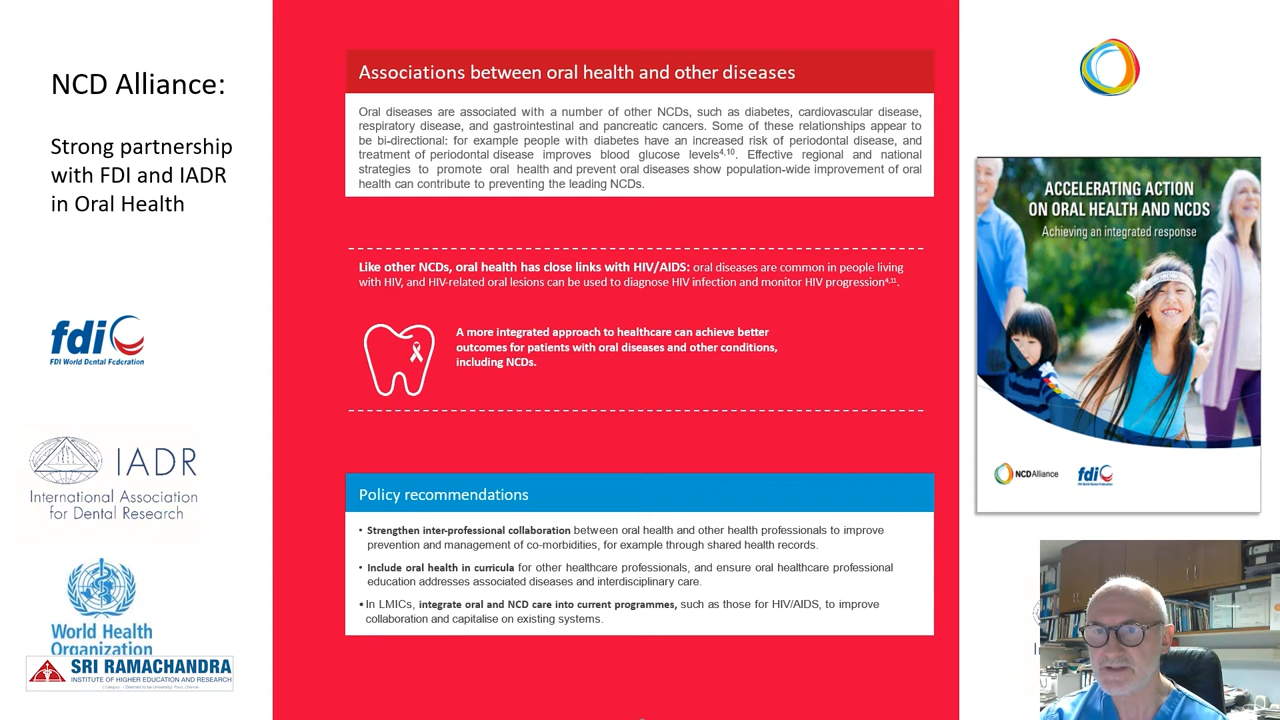 NCD Alliance:
Strong partnership
with FDI and IADR
in Oral Health
fdi
FDI World Dental Federation
IADR
International Association
for Dental Research
World Health
Organization
SRI RAMACHANDRA
INSTITUTE OF HIGHER EDUCATION AND RESEARCH
Associations between oral health and other diseases
Oral diseases are associated with a number of other NCDs, such as diabetes, cardiovascular disease,
respiratory disease, and gastrointestinal and pancreatic cancers. Some of these relationships appear to
be bi-directional: for example people with diabetes have an increased risk of periodontal disease, and
treatment of periodontal disease improves blood glucose levels4,10. Effective regional and national
strategies to promote oral health and prevent oral diseases show population-wide improvement of oral
health can contribute to preventing the leading NCDs.
Like other NCDs, oral health has close links with HIV/AIDS: oral diseases are common in people living
with HIV, and HIV-related oral lesions can be used to diagnose HIV infection and monitor HIV progression4,11.
A more integrated approach to healthcare can achieve better
outcomes for patients with oral diseases and other conditions,
including NCDs.
Policy recommendations
• Strengthen inter-professional collaboration between oral health and other health professionals to improve
prevention and management of co-morbidities, for example through shared health records.
• Include oral health in curricula for other healthcare professionals, and ensure oral healthcare professional
education addresses associated diseases and interdisciplinary care.
• In LMICs, integrate oral and NCD care into current programmes, such as those for HIV/AIDS, to improve
collaboration and capitalise on existing systems.
ACCELERATING ACTION
ON ORAL HEALTH AND NCDS
Achieving an integrated response
NCDAlliance
fdi